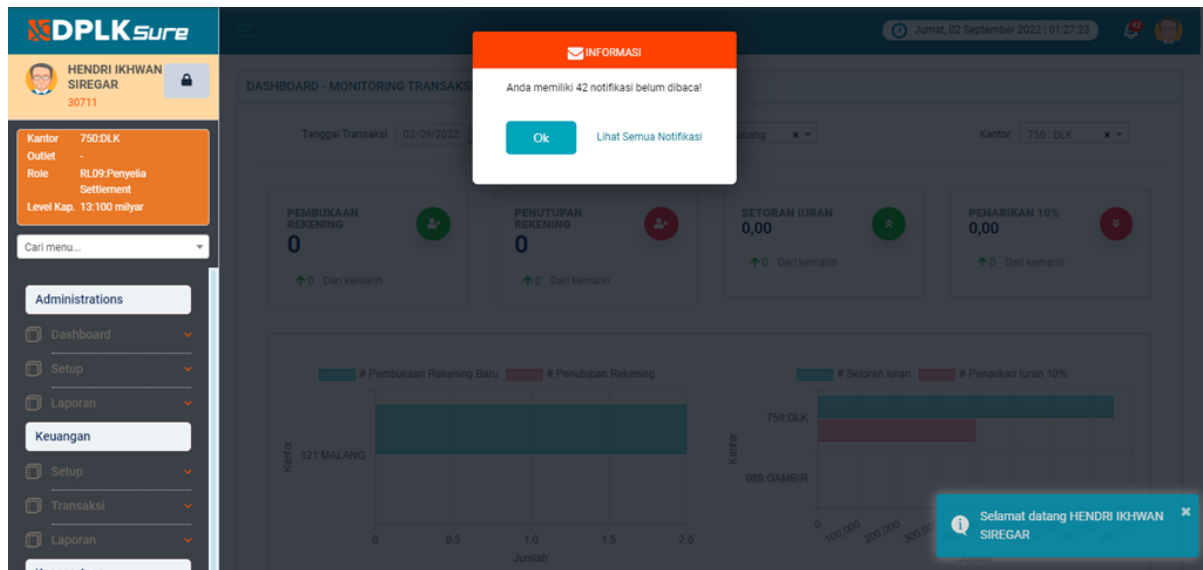 DPLKsure
HENDRI IKHWAN
SIREGAR
30711
Kantor 750:DLK
Outlet -
Role RL09:Penyelia
Settlement
Level Kap. 13:100 milyar
Cari menu...
Administrations
Dashboard
Setup
Laporan
Keuangan
Setup
Transaksi
Laporan
Jumat, 02 September 2022 | 01:27:23
42
INFORMASI
Anda memiliki 42 notifikasi belum dibaca!
Ok Lihat Semua Notifikasi
DASHBOARD - MONITORING TRANSAKS
Tanggal Transaksi 02/09/2022 abang × Kantor 750 : DLK ×
PEMBUKAAN
REKENING
0
0 Dari kemarin
PENUTUPAN
REKENING
0
0 Dari kemarin
SETORAN IURAN
0,00
0 Dari kemarin
PENARIKAN 10%
0,00
0 Dari kemarin
# Pembukaan Rekening Baru # Penutupan Rekening
Kantor
121:MALANG
0 0.5 1.0 1.5 2.0
Jumlah
# Setoran Iuran # Penarikan Iuran 10%
Kantor
750:DLK
089:GAMBIR
0 100,000 200,000
Selamat datang HENDRI IKHWAN
SIREGAR
×